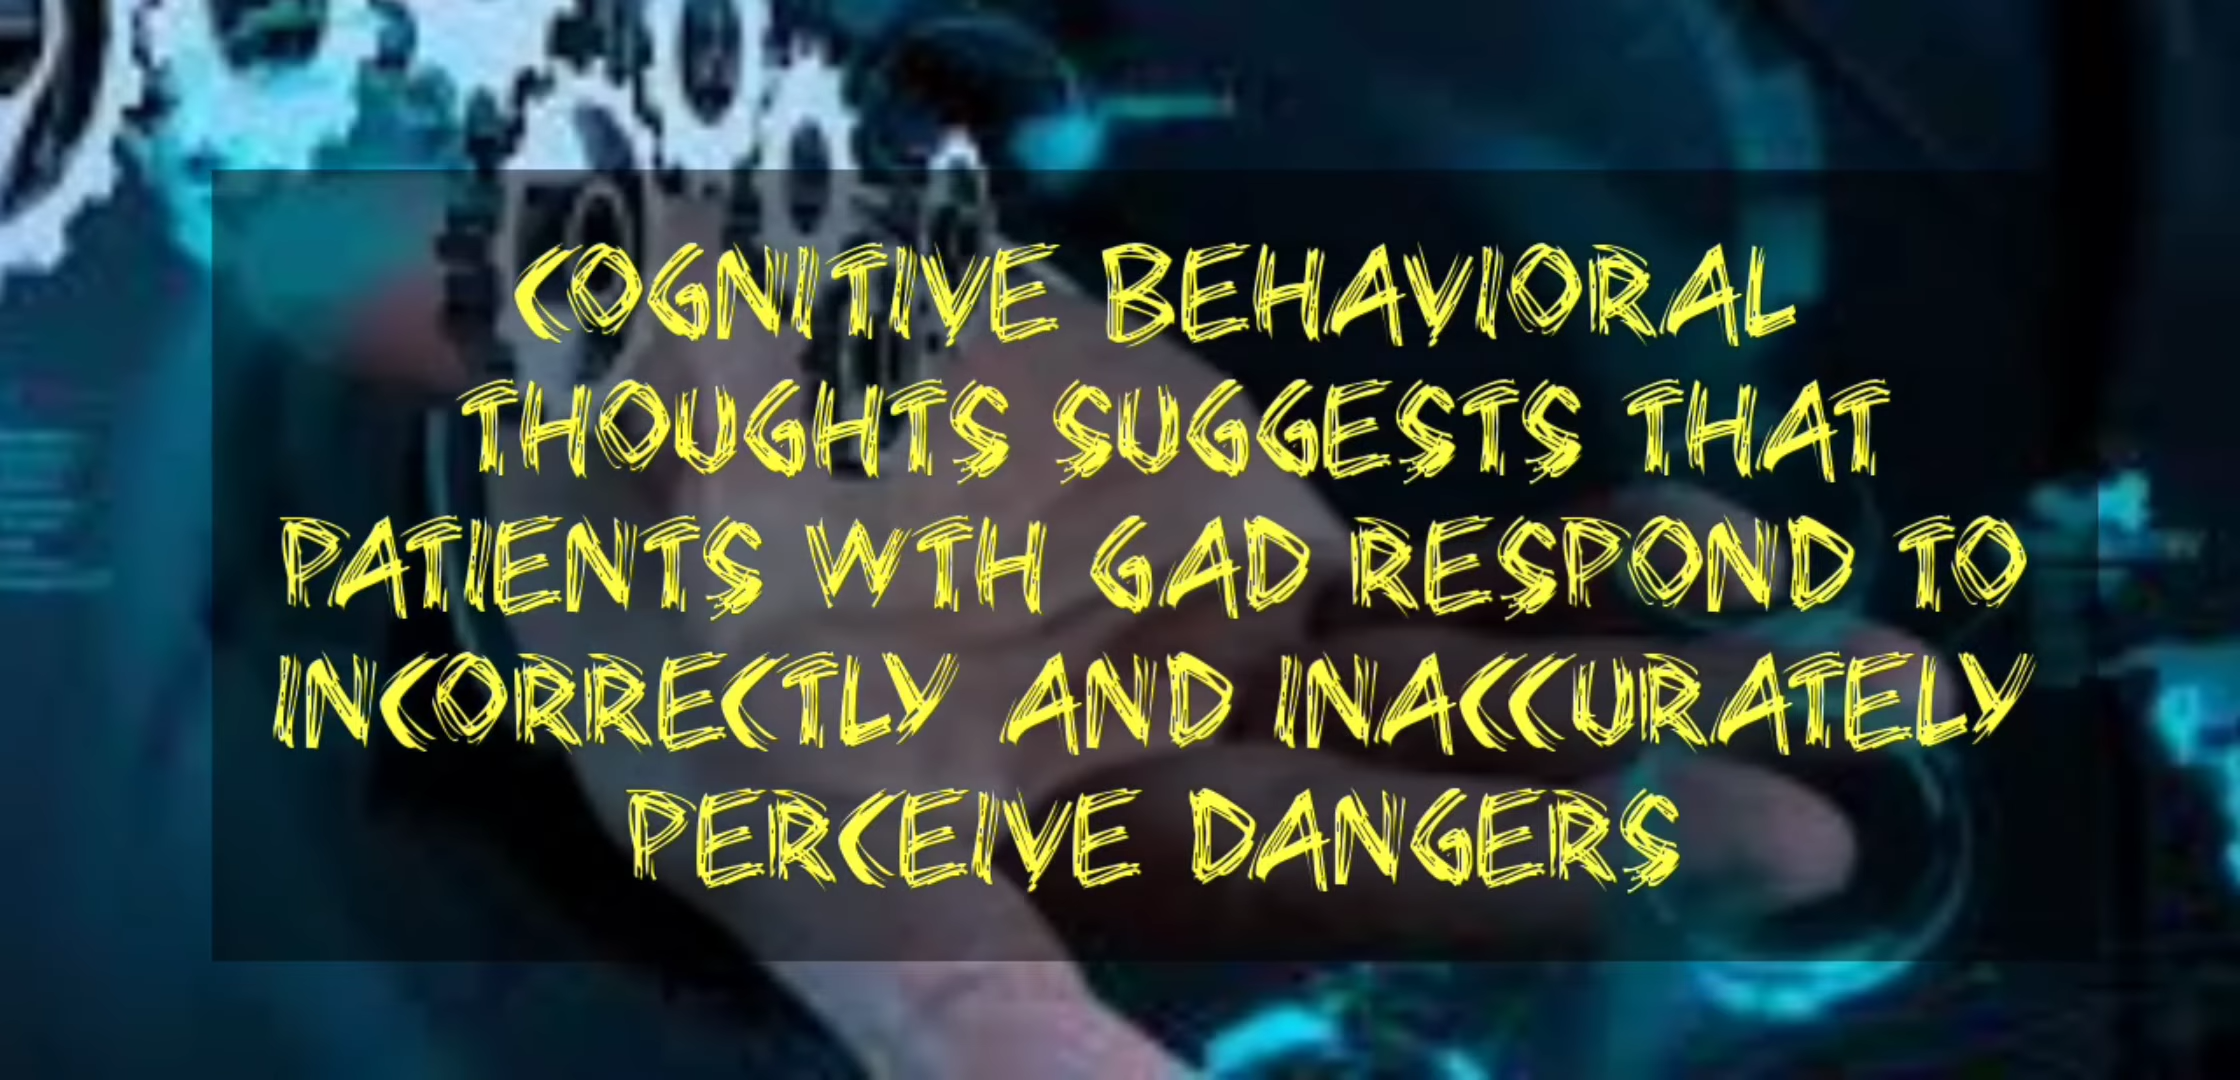 COGNITIVE BEHAVIORAL
THOUGHTS SUGGESTS THAT
PATIENTS WTH GAD RESPOND TO
INCORRECTLY AND INACCURATELY
PERCEIVE DANGERS